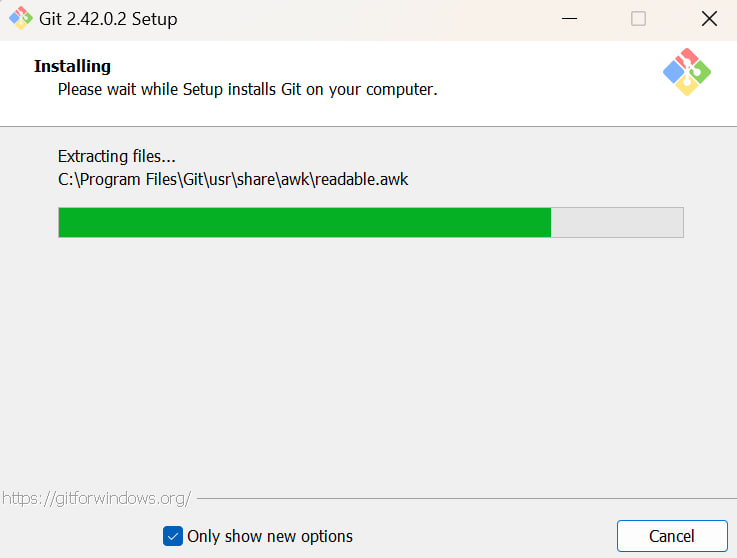 Git 2.42.0.2 Setup
Installing
Please wait while Setup installs Git on your computer.
Extracting files...
C:\Program Files\Git\usr\share\awk\readable.awk
https://gitforwindows.org/
Only show new options
Cancel